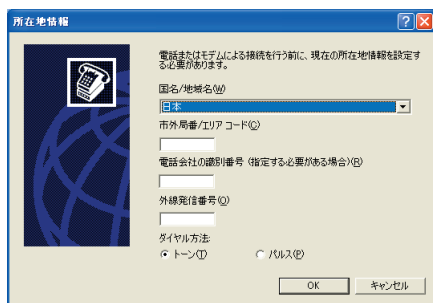 所在地情報
電話またはモデムによる接続を行う前に、現在の所在地情報を設定す
る必要があります。
国名/地域名(W)
日本
市外局番/エリア コード(C)
電話会社の識別番号 (指定する必要がある場合)(R)
外線発信番号(O)
ダイヤル方法:
トーン(T) パルス(P)
OK キャンセル